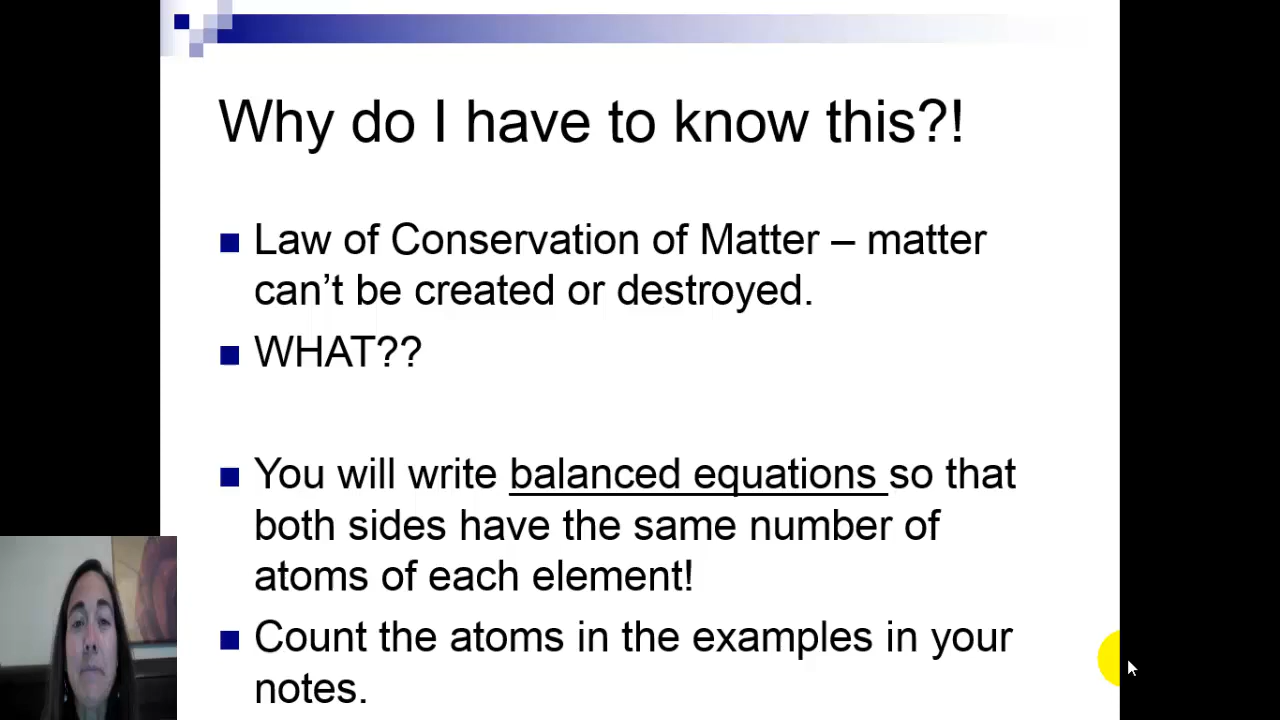 Why do I have to know this?!
Law of Conservation of Matter – matter
can't be created or destroyed.
WHAT??
You will write balanced equations so that
both sides have the same number of
atoms of each element!
Count the atoms in the examples in your
notes.